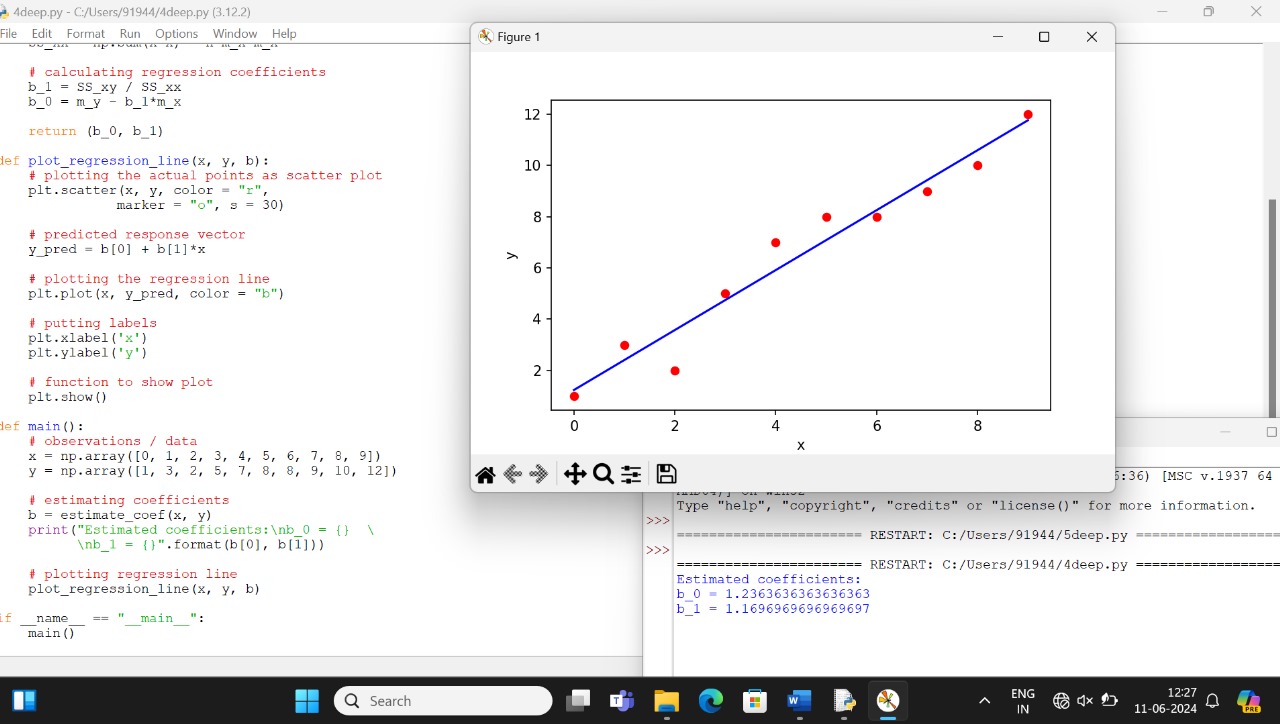 4deep.py - C:/Users/91944/4deep.py (3.12.2)
File Edit Format Run Options Window Help
# calculating regression coefficients
b_1 = SS_xy / SS_xx
b_0 = m_y - b_1*m_x
return (b_0, b_1)
def plot_regression_line(x, y, b):
# plotting the actual points as scatter plot
plt.scatter(x, y, color = "r",
marker = "o", s = 30)
# predicted response vector
y_pred = b[0] + b[1]*x
# plotting the regression line
plt.plot(x, y_pred, color = "b")
# putting labels
plt.xlabel('x')
plt.ylabel('y')
# function to show plot
plt.show()
def main():
# observations / data
x = np.array([0, 1, 2, 3, 4, 5, 6, 7, 8, 9])
y = np.array([1, 3, 2, 5, 7, 8, 8, 9, 10, 12])
# estimating coefficients
b = estimate_coef(x, y)
print("Estimated coefficients:\nb_0 = {}  \
\nb_1 = {}".format(b[0], b[1]))
# plotting regression line
plot_regression_line(x, y, b)
if __name__ == "__main__":
main()
Figure 1
12
10
8
6
4
2
y
0 2 4 6 8
x
5:36) [MSC v.1937 64
Type "help", "copyright", "credits" or "license()" for more information.
>>>
====================== RESTART: C:/Users/91944/5deep.py =================
>>>
====================== RESTART: C:/Users/91944/4deep.py =================
Estimated coefficients:
b_0 = 1.2363636363636363
b_1 = 1.1696969696969697
Search
ENG
IN
12:27
11-06-2024
PRE